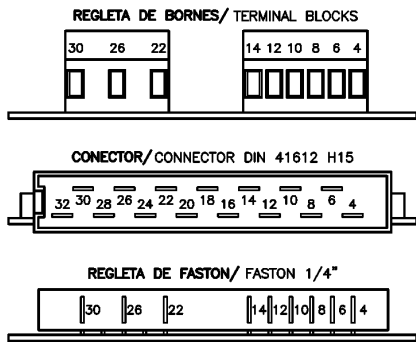 REGLETA DE BORNES/ TERMINAL BLOCKS
30 26 22 14 12 10 8 6 4
CONECTOR/ CONNECTOR DIN 41612 H15
30 26 22 18 14 10 6
32 28 24 20 16 12 8 4
REGLETA DE FASTON/ FASTON 1/4"
30 26 22 14 12 10 8 6 4